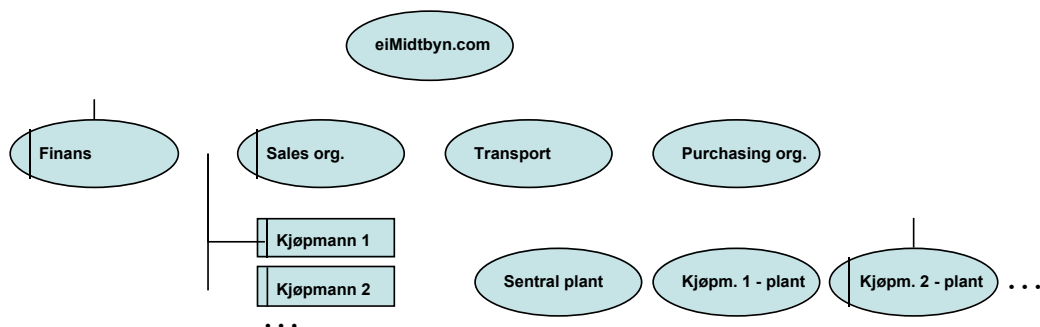 eiMidtbyn.com
Finans
Sales org.
Transport
Purchasing org.
Kjøpmann 1
Kjøpmann 2
...
Sentral plant
Kjøpm. 1 - plant
Kjøpm. 2 - plant
...